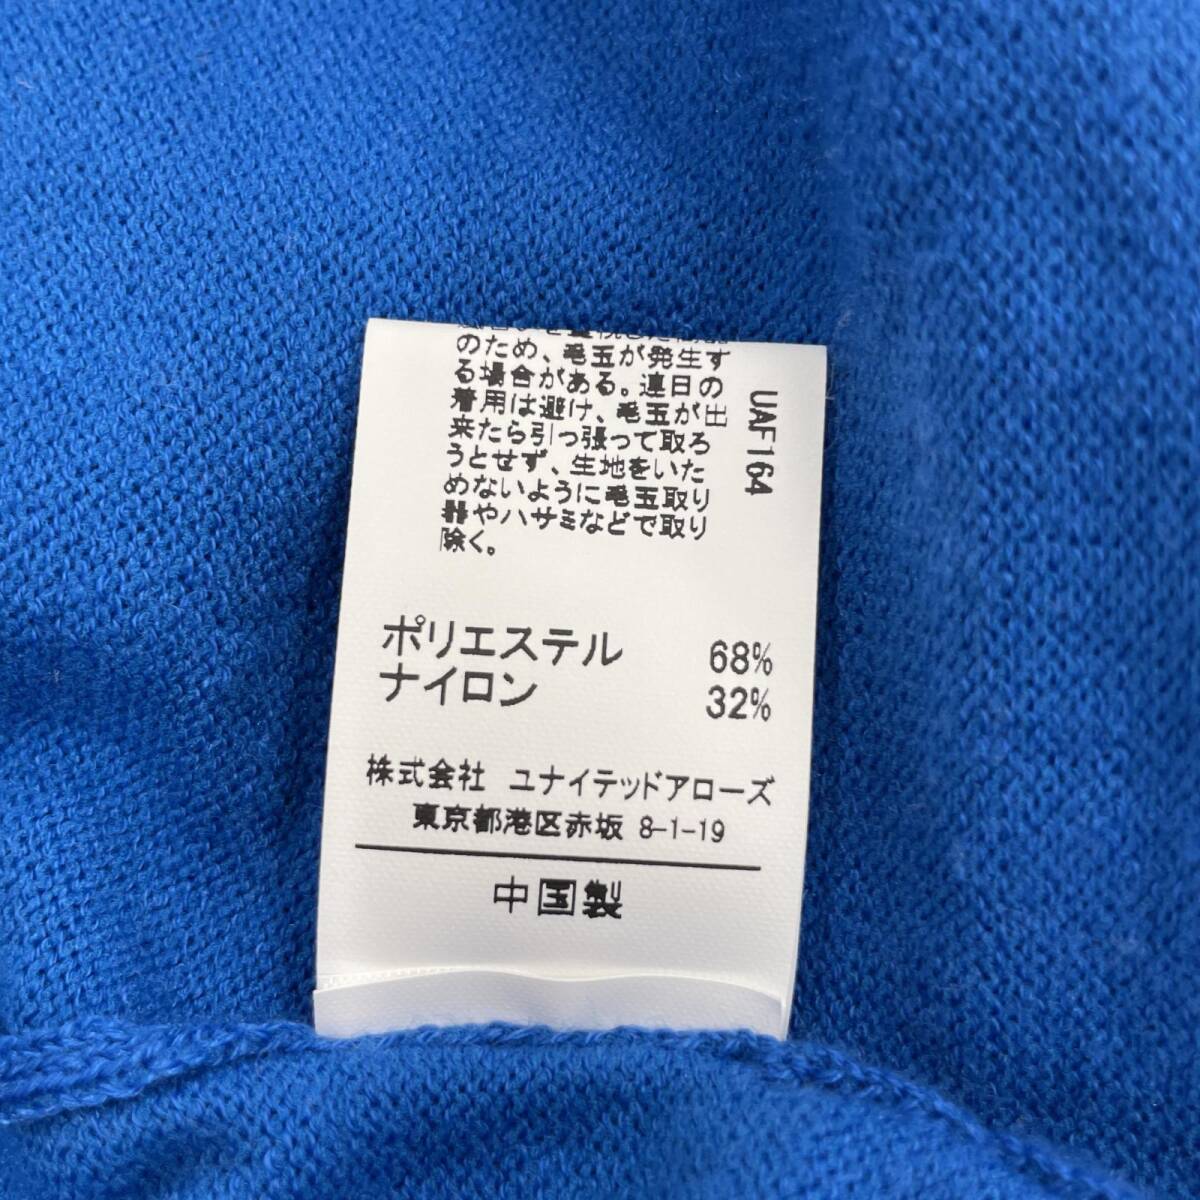 のため、毛玉が発生す
る場合がある。連日の
着用は避け、毛玉が出
来たら引っ張って取ろ
うとせず、生地をいた
めないように毛玉取り
器やハサミなどで取り
除く。
UAF164
ポリエステル 68%
ナイロン 32%
株式会社 ユナイテッドアローズ
東京都港区赤坂 8-1-19
中国製